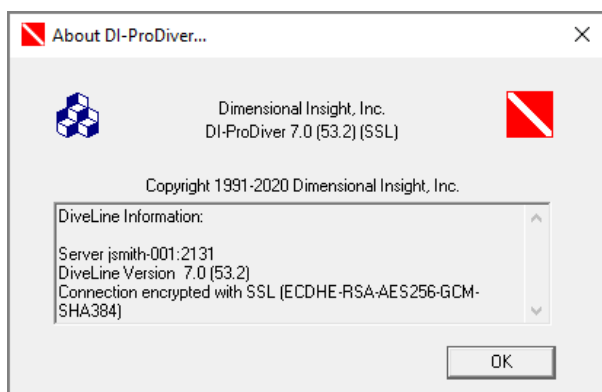 About DI-ProDiver...
Dimensional Insight, Inc.
DI-ProDiver 7.0 (53.2) (SSL)
Copyright 1991-2020 Dimensional Insight, Inc.
DiveLine Information:
Server jsmith-001:2131
DiveLine Version 7.0 (53.2)
Connection encrypted with SSL (ECDHE-RSA-AES256-GCM-
SHA384)
OK